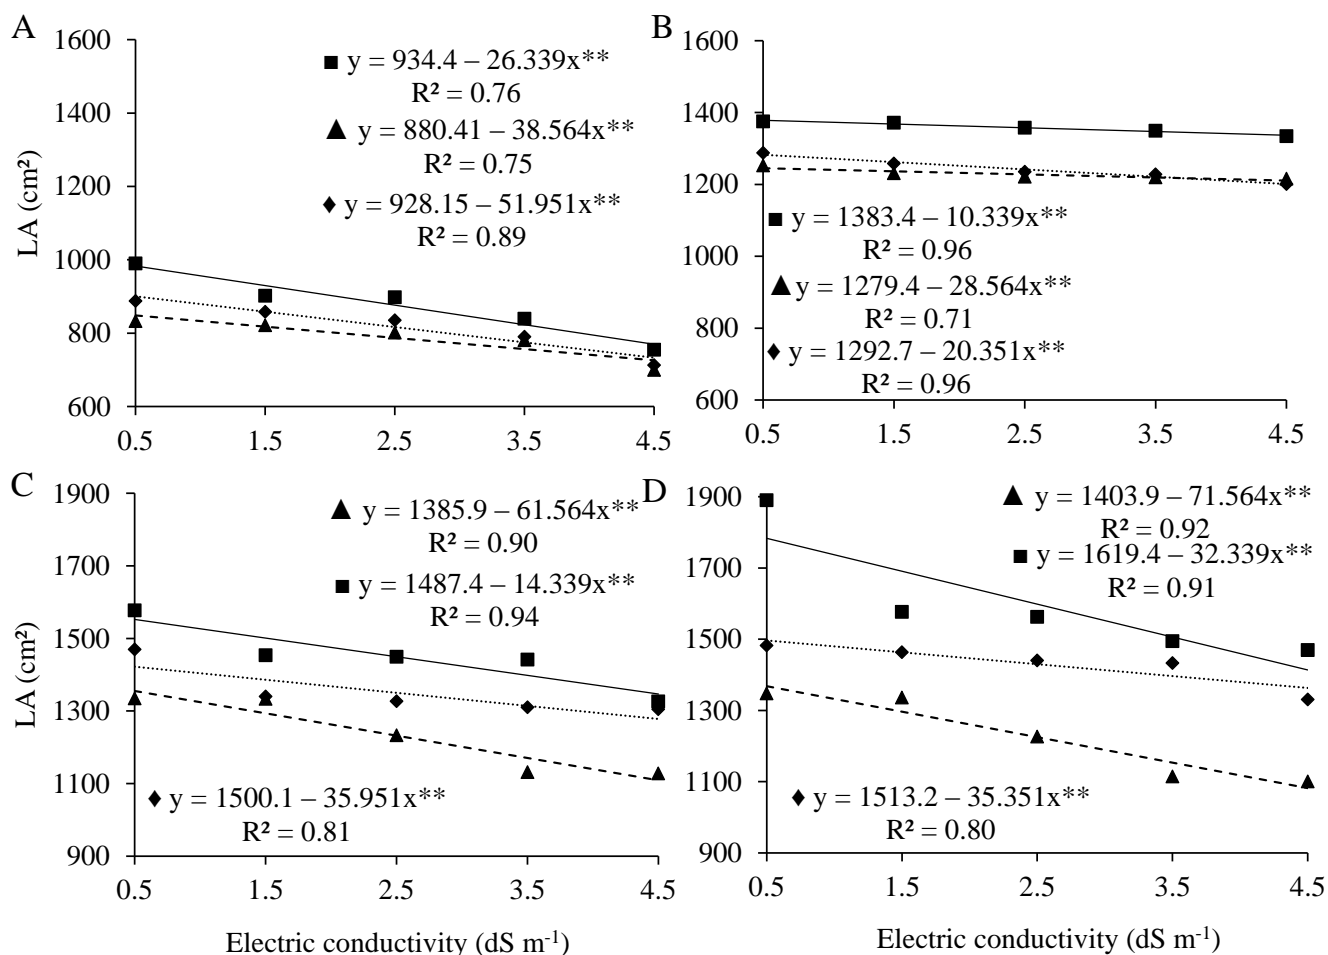 A
1600
1400
1200
1000
800
600
LA (cm²)
y = 934.4 – 26.339x**
R² = 0.76
y = 880.41 – 38.564x**
R² = 0.75
y = 928.15 – 51.951x**
R² = 0.89
0.5 1.5 2.5 3.5 4.5
B
1600
1400
1200
1000
800
600
y = 1383.4 – 10.339x**
R² = 0.96
y = 1279.4 – 28.564x**
R² = 0.71
y = 1292.7 – 20.351x**
R² = 0.96
0.5 1.5 2.5 3.5 4.5
C
1900
1700
1500
1300
1100
900
LA (cm²)
y = 1385.9 – 61.564x**
R² = 0.90
y = 1487.4 – 14.339x**
R² = 0.94
y = 1500.1 – 35.951x**
R² = 0.81
0.5 1.5 2.5 3.5 4.5
Electric conductivity (dS m⁻¹)
D
1900
1700
1500
1300
1100
900
y = 1403.9 – 71.564x**
R² = 0.92
y = 1619.4 – 32.339x**
R² = 0.91
y = 1513.2 – 35.351x**
R² = 0.80
0.5 1.5 2.5 3.5 4.5
Electric conductivity (dS m⁻¹)